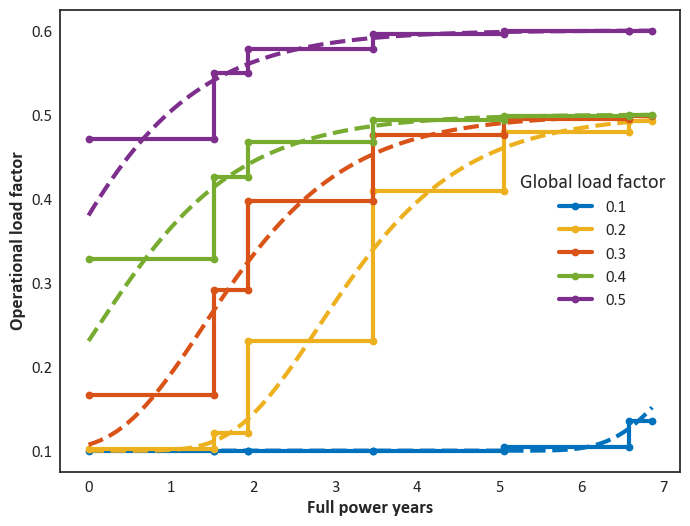 0.6
0.5
0.4
0.3
0.2
0.1
Operational load factor
Global load factor
0.1
0.2
0.3
0.4
0.5
0 1 2 3 4 5 6 7
Full power years